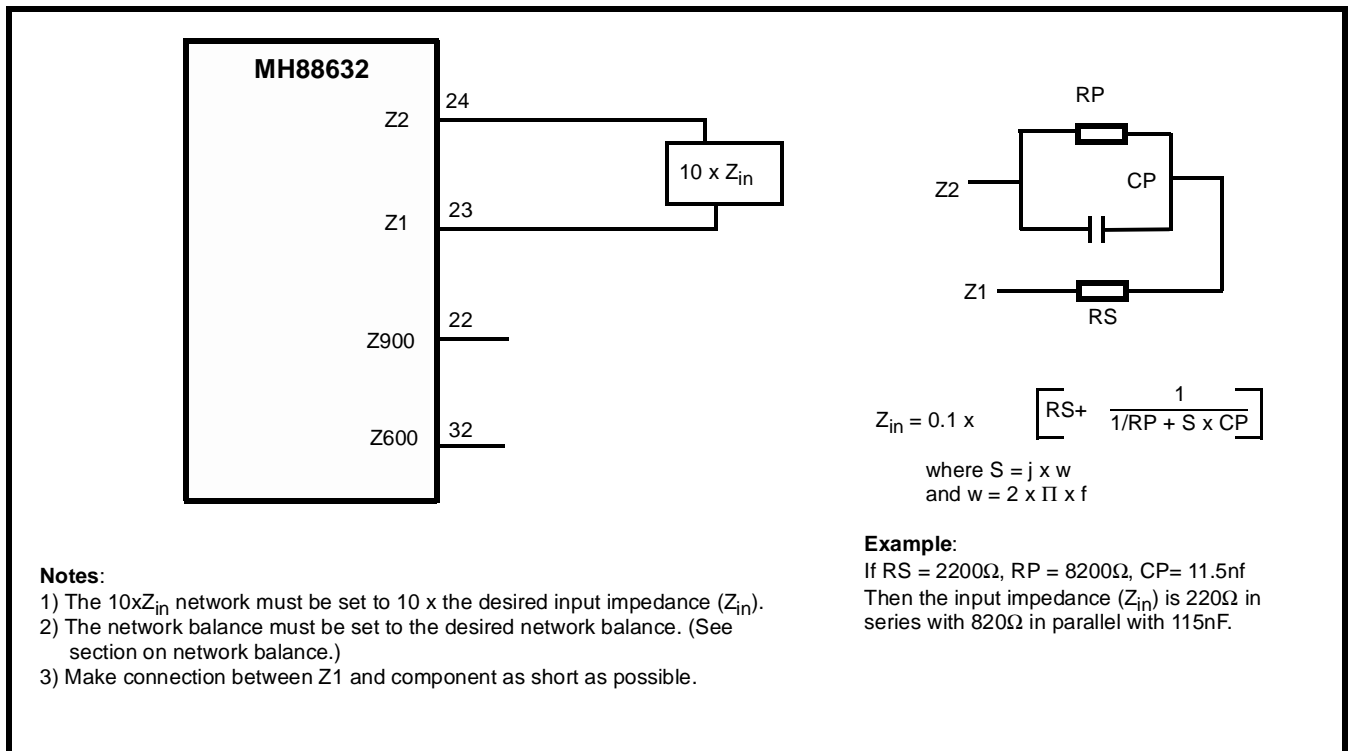 MH88632
Z2
24
10 x Zin
Z1
23
Z900
22
Z600
32
RP
Z2
CP
Z1
RS
Zin = 0.1 x [RS+ 1
1/RP + S x CP]
where S = j x w
and w = 2 x Π x f
Notes:
1) The 10xZin network must be set to 10 x the desired input impedance (Zin).
2) The network balance must be set to the desired network balance. (See
section on network balance.)
3) Make connection between Z1 and component as short as possible.
Example:
If RS = 2200Ω, RP = 8200Ω, CP= 11.5nf
Then the input impedance (Zin) is 220Ω in
series with 820Ω in parallel with 115nF.